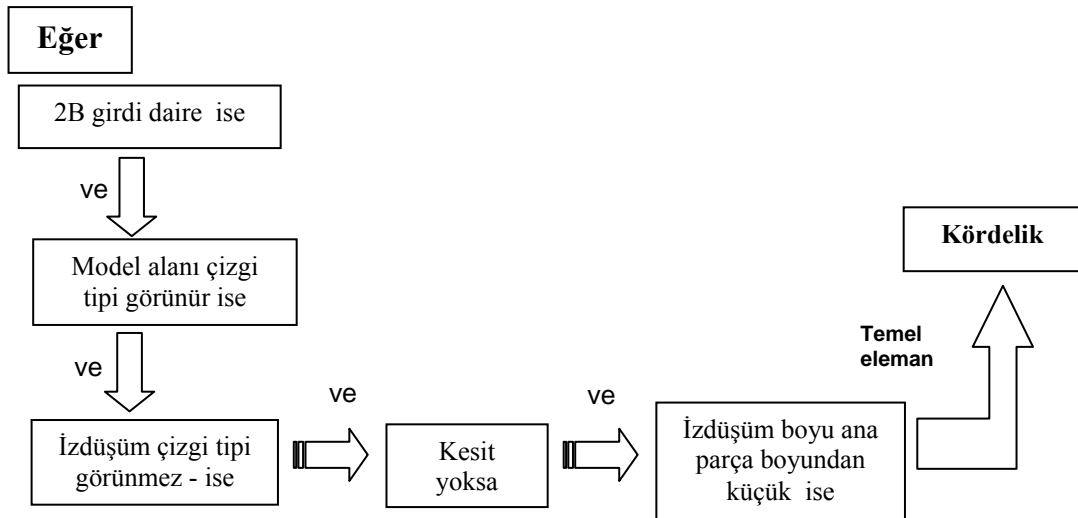 Eğer
2B girdi daire ise
ve
Model alanı çizgi
tipi görünür ise
ve
İzdüşüm çizgi tipi
görünmez - ise
ve
Kesit
yoksa
ve
İzdüşüm boyu ana
parça boyundan
küçük ise
Temel
eleman
Kördelik